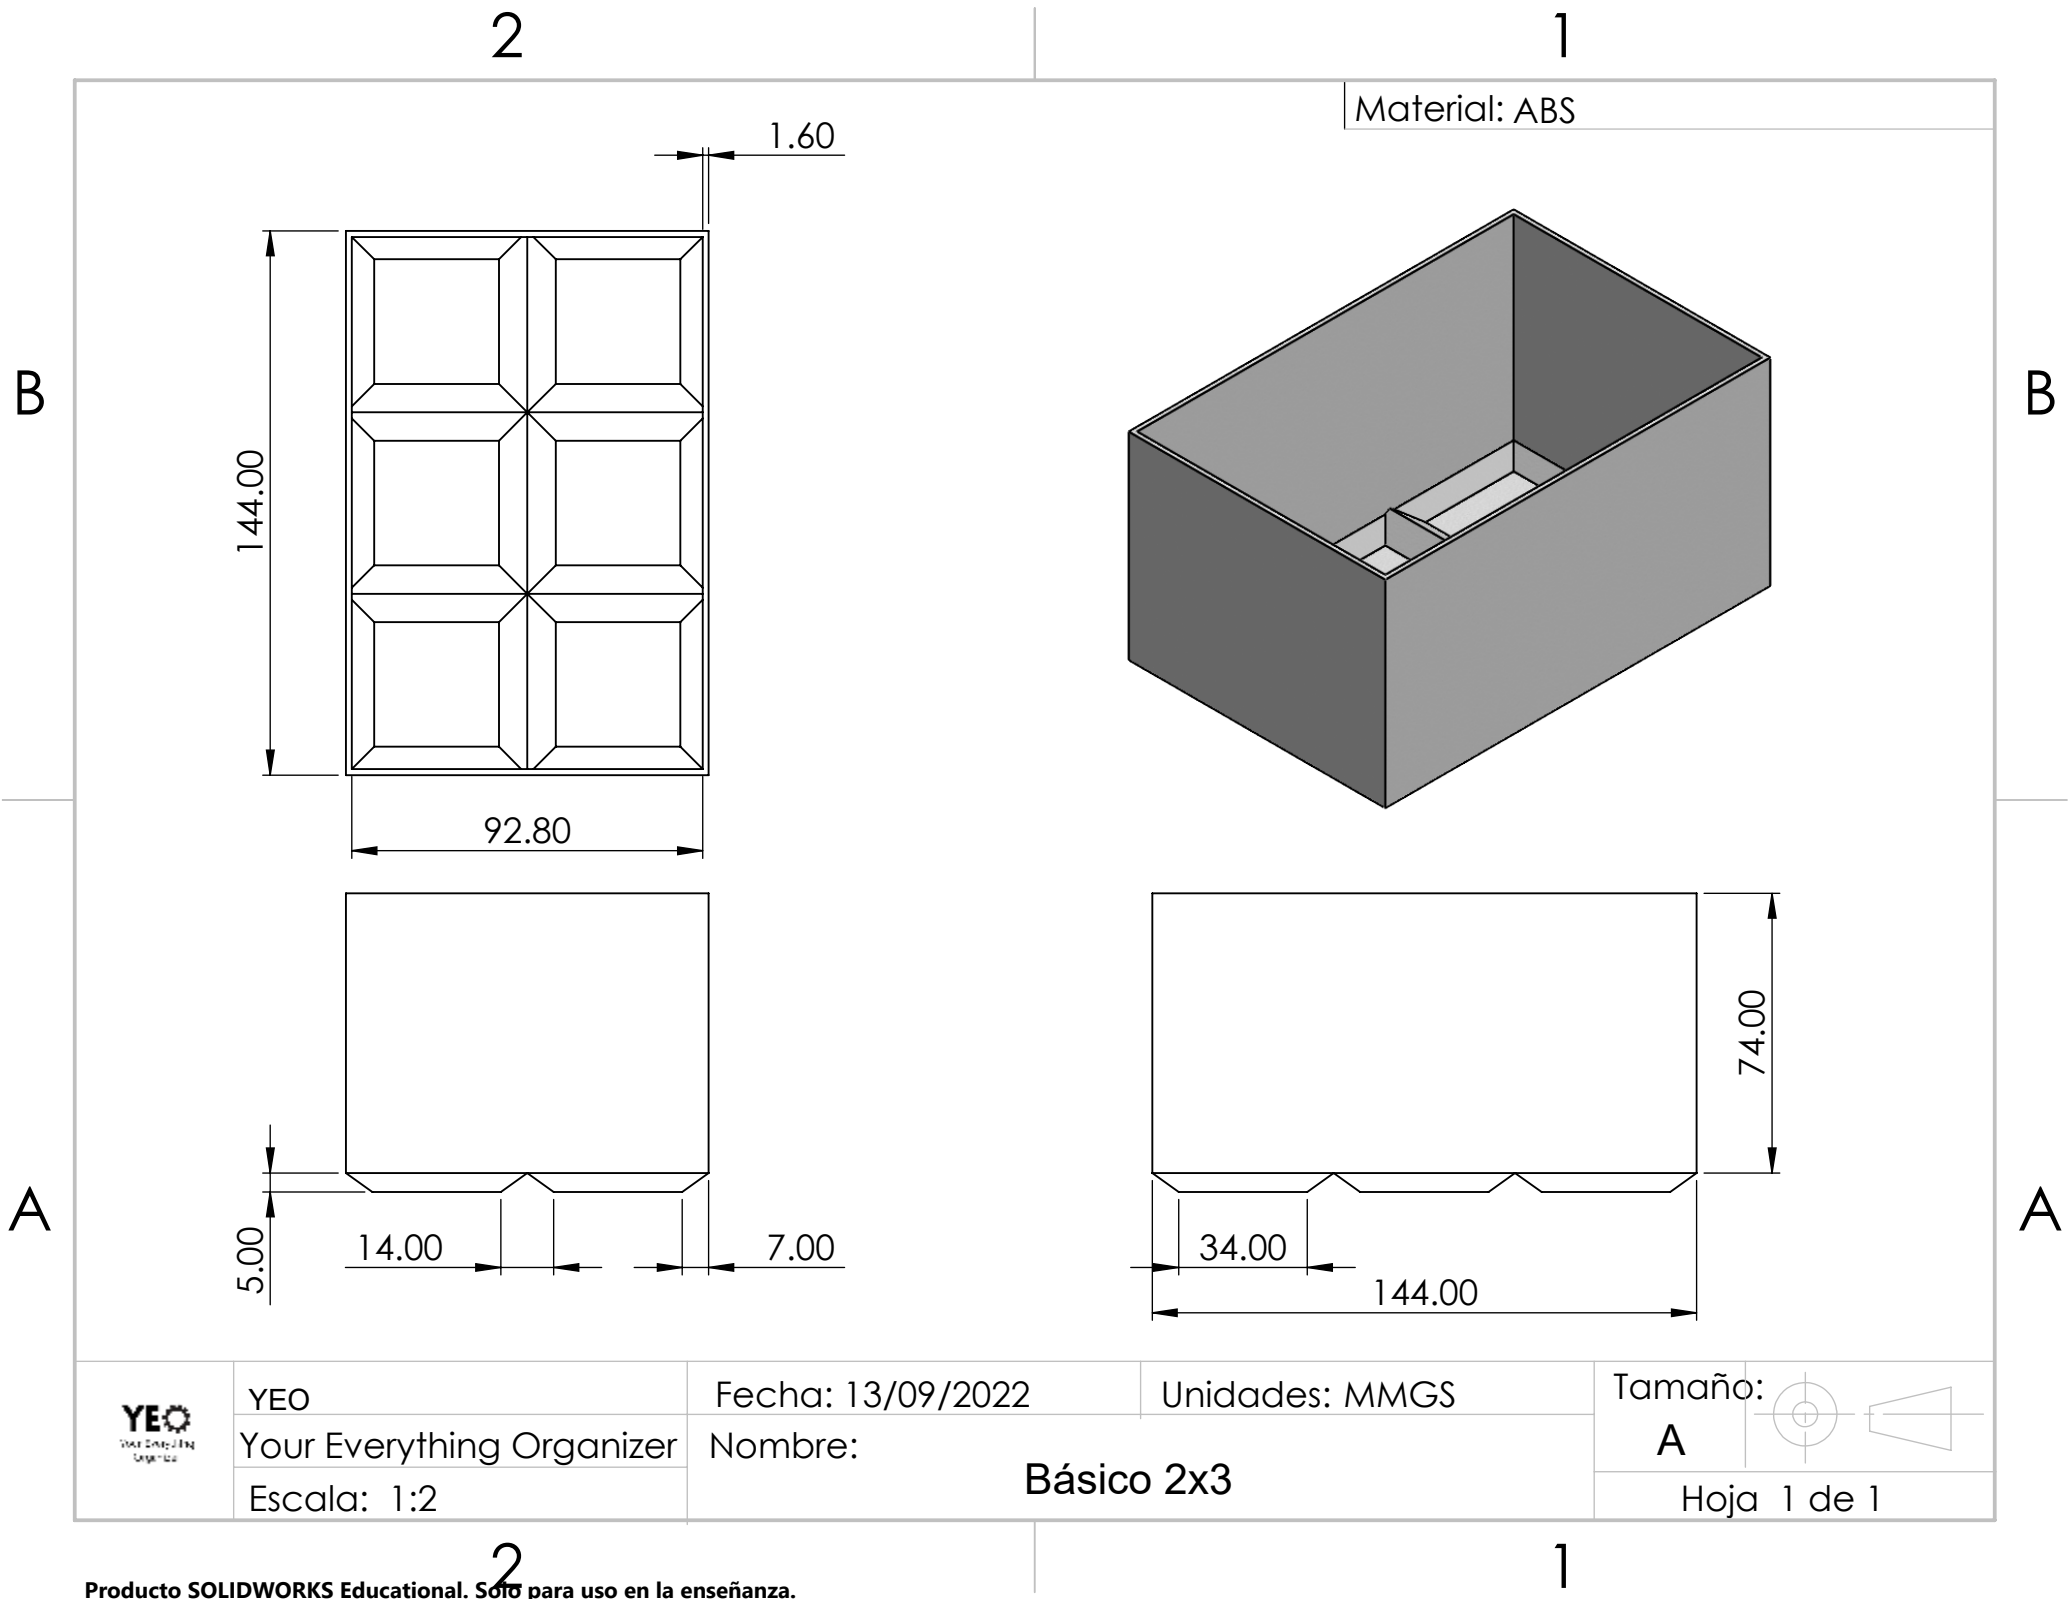 2
1
Material: ABS
1.60
B
B
144.00
92.80
74.00
A
A
5.00
14.00
7.00
34.00
144.00
YEO
YEO
Fecha: 13/09/2022
Unidades: MMGS
Tamaño:
A
Your Everything Organizer
Nombre:
Básico 2x3
Escala: 1:2
Hoja 1 de 1
2
1
Producto SOLIDWORKS Educational. Solo para uso en la enseñanza.